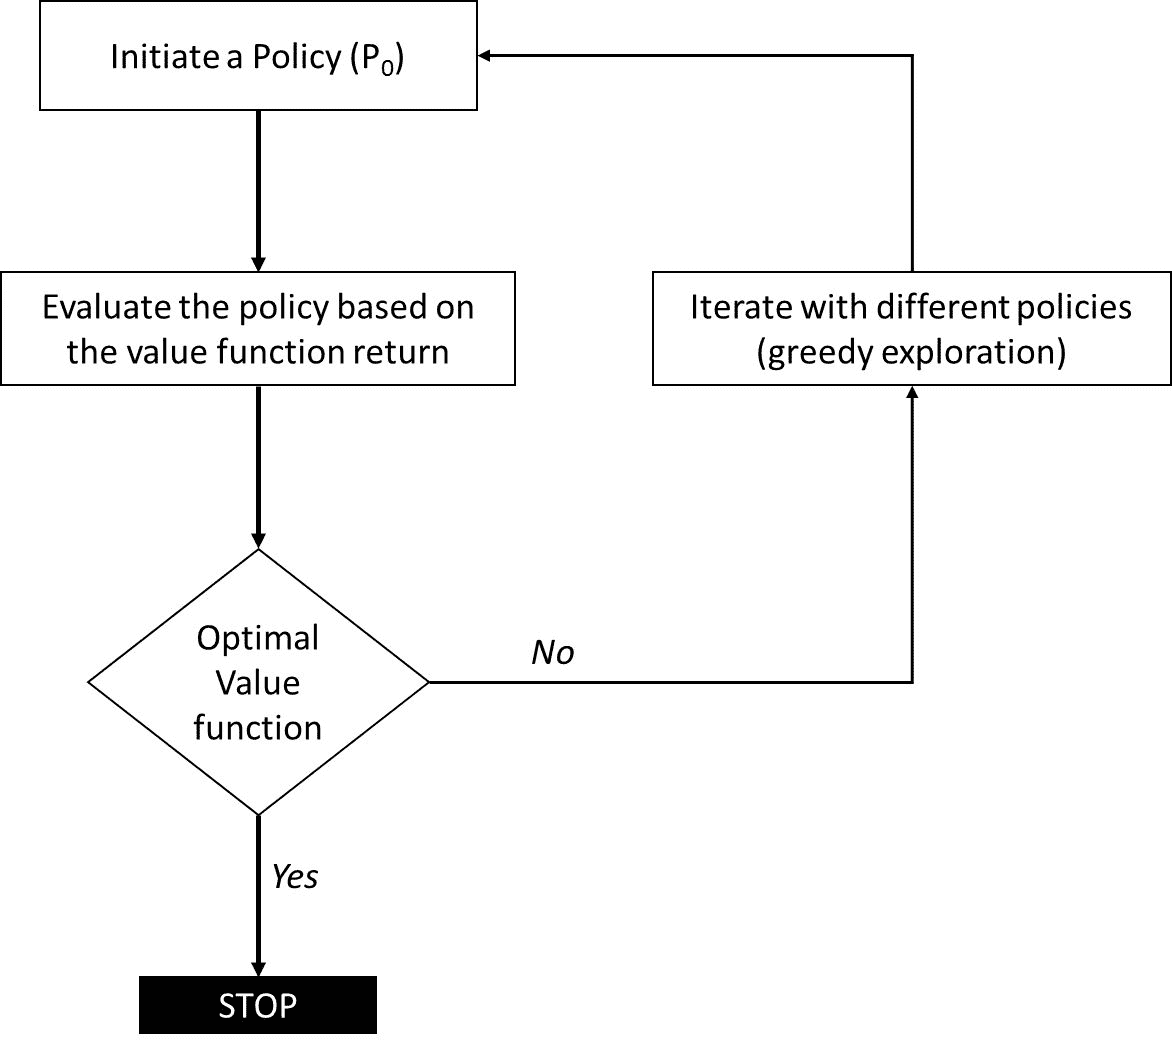 Initiate a Policy (P₀)
Evaluate the policy based on
the value function return
Iterate with different policies
(greedy exploration)
Optimal
Value
function
No
Yes
STOP